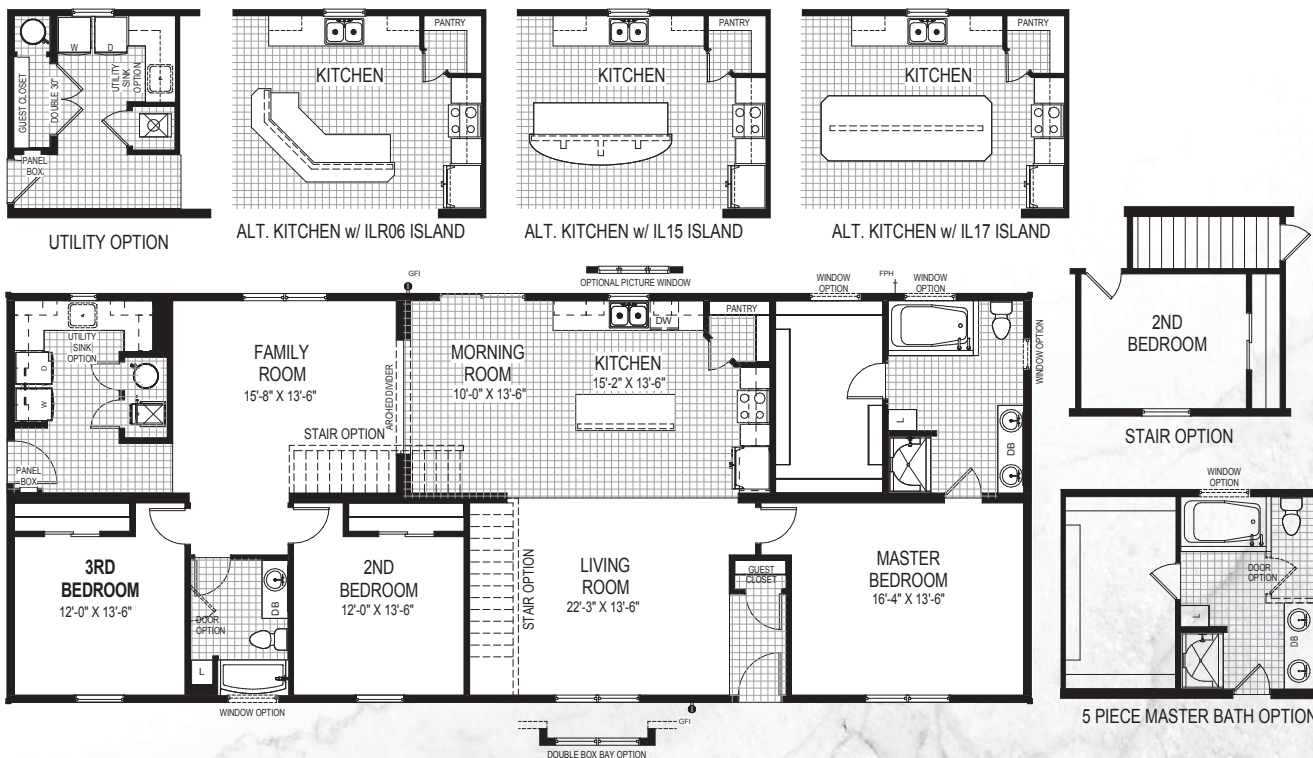 PANTRY
PANTRY
PANTRY
W
D
KITCHEN
KITCHEN
KITCHEN
GUEST CLOSET
DOUBLE 30"
UTILITY
SINK
OPTION
PANEL
BOX
UTILITY OPTION
ALT. KITCHEN w/ ILR06 ISLAND
ALT. KITCHEN w/ IL15 ISLAND
ALT. KITCHEN w/ IL17 ISLAND
GFI
OPTIONAL PICTURE WINDOW
WINDOW
OPTION
FPH
WINDOW
OPTION
WINDOW OPTION
UTILITY
SINK
OPTION
D
W
PANEL
BOX
FAMILY
ROOM
15'-8" X 13'-6"
STAIR OPTION
ARCHED DIVIDER
MORNING
ROOM
10'-0" X 13'-6"
DW
PANTRY
KITCHEN
15'-2" X 13'-6"
L
DB
2ND
BEDROOM
STAIR OPTION
3RD
BEDROOM
12'-0" X 13'-6"
DOOR
OPTION
DB
L
WINDOW OPTION
2ND
BEDROOM
12'-0" X 13'-6"
STAIR OPTION
LIVING
ROOM
22'-3" X 13'-6"
GUEST
CLOSET
MASTER
BEDROOM
16'-4" X 13'-6"
GFI
DOUBLE BOX BAY OPTION
WINDOW
OPTION
DOOR
OPTION
L
DB
5 PIECE MASTER BATH OPTION